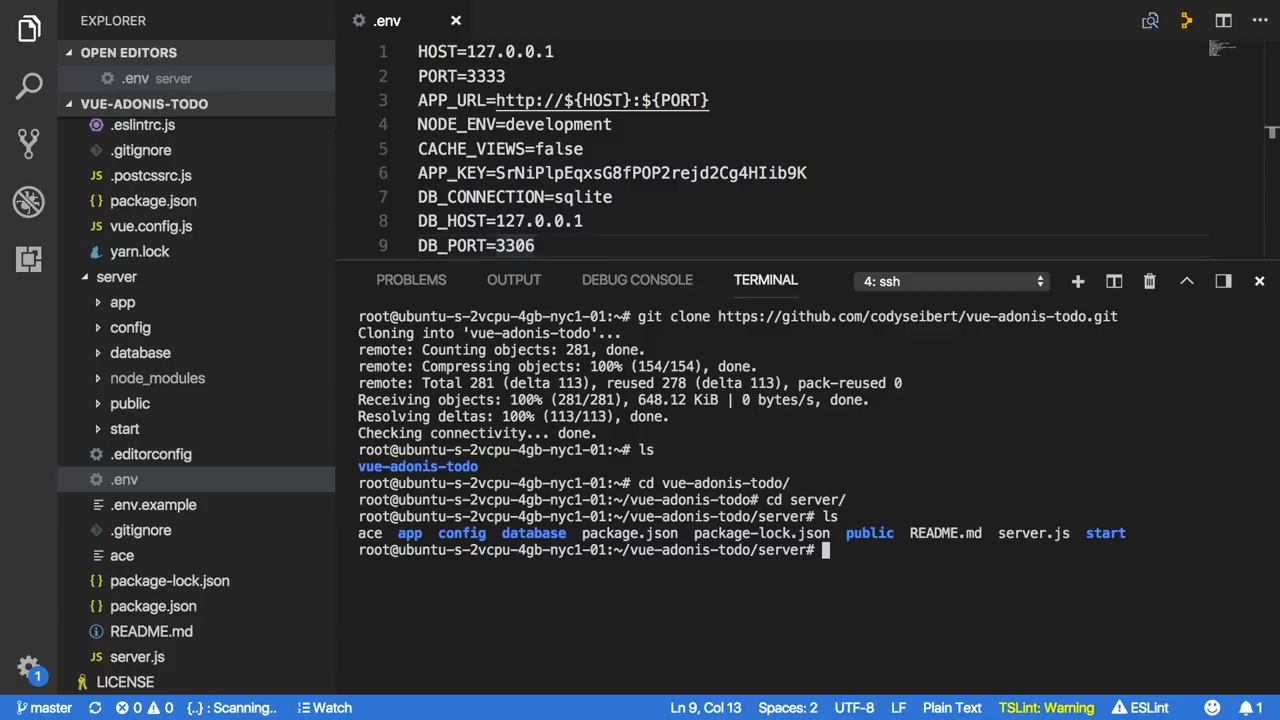 EXPLORER
OPEN EDITORS
.env server
VUE-ADONIS-TODO
.eslintrc.js
.gitignore
.postcssrc.js
package.json
vue.config.js
yarn.lock
server
app
config
database
node_modules
public
start
.editorconfig
.env
.env.example
.gitignore
ace
package-lock.json
package.json
README.md
server.js
LICENSE
.env
1 HOST=127.0.0.1
2 PORT=3333
3 APP_URL=http://${HOST}:${PORT}
4 NODE_ENV=development
5 CACHE_VIEWS=false
6 APP_KEY=SrNiPlpEqxsG8fPOP2rejd2Cg4HIib9K
7 DB_CONNECTION=sqlite
8 DB_HOST=127.0.0.1
9 DB_PORT=3306
PROBLEMS OUTPUT DEBUG CONSOLE TERMINAL 4: ssh
root@ubuntu-s-2vcpu-4gb-nyc1-01:~# git clone https://github.com/codyseibert/vue-adonis-todo.git
Cloning into 'vue-adonis-todo'...
remote: Counting objects: 281, done.
remote: Compressing objects: 100% (154/154), done.
remote: Total 281 (delta 113), reused 278 (delta 113), pack-reused 0
Receiving objects: 100% (281/281), 648.12 KiB | 0 bytes/s, done.
Resolving deltas: 100% (113/113), done.
Checking connectivity... done.
root@ubuntu-s-2vcpu-4gb-nyc1-01:~# ls
vue-adonis-todo
root@ubuntu-s-2vcpu-4gb-nyc1-01:~# cd vue-adonis-todo/
root@ubuntu-s-2vcpu-4gb-nyc1-01:~/vue-adonis-todo# cd server/
root@ubuntu-s-2vcpu-4gb-nyc1-01:~/vue-adonis-todo/server# ls
ace app config database package.json package-lock.json public README.md server.js start
root@ubuntu-s-2vcpu-4gb-nyc1-01:~/vue-adonis-todo/server#
1
master 0 0 {..} : Scanning.. Watch Ln 9, Col 13 Spaces: 2 UTF-8 LF Plain Text TSLint: Warning ESLint 1